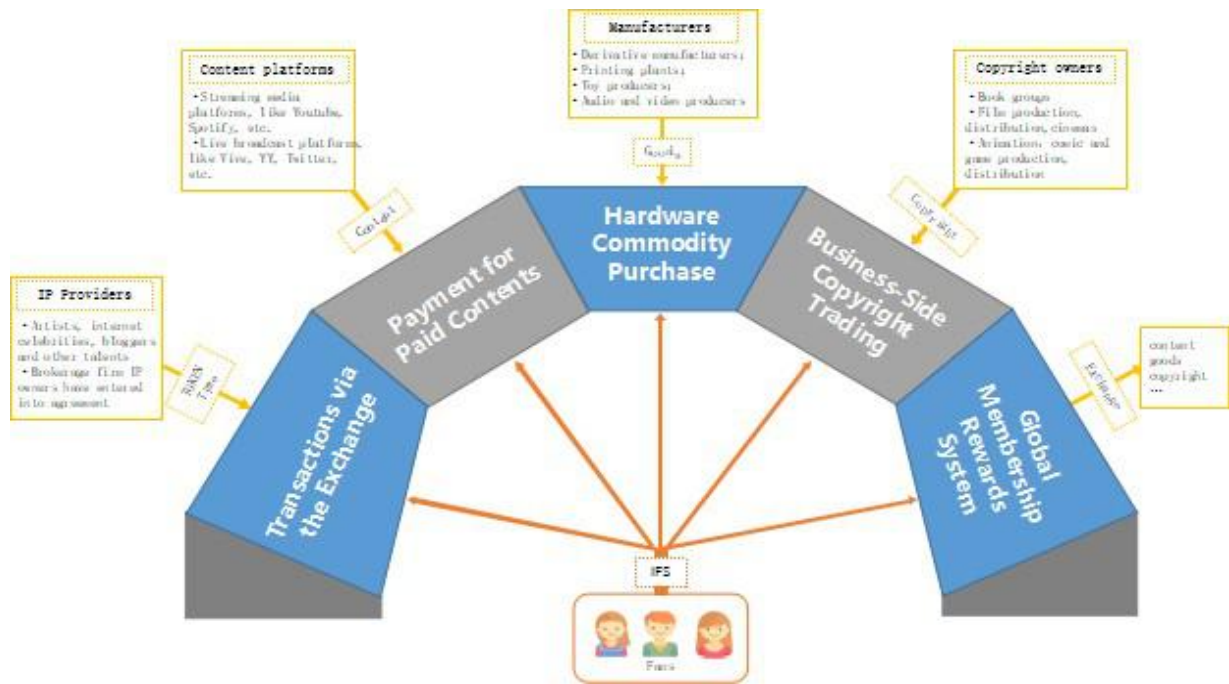 Manufacturers
• Derivative manufacturers;
• Printing plants;
• Toy producers;
• Audio and video producers
Goods
Content platforms
• Streaming media
platforms, like Youtube,
Spotify, etc.
• Live broadcast platforms,
like Vive, YY, Twitter,
etc.
Content
Copyright owners
• Book groups
• Film production,
distribution, cinemas
• Animation, comic and
game production,
distribution
Copyright
IP Providers
• Artists, internet
celebrities, bloggers
and other talents
• Brokerage firm IP
owners have entered
into agreement
Time
Transactions via
the Exchange
Payment for
Paid Contents
Hardware
Commodity
Purchase
Business-Side
Copyright
Trading
Global
Membership
Rewards
System
Exchange
content
goods
copyright
...
IFS
Fans